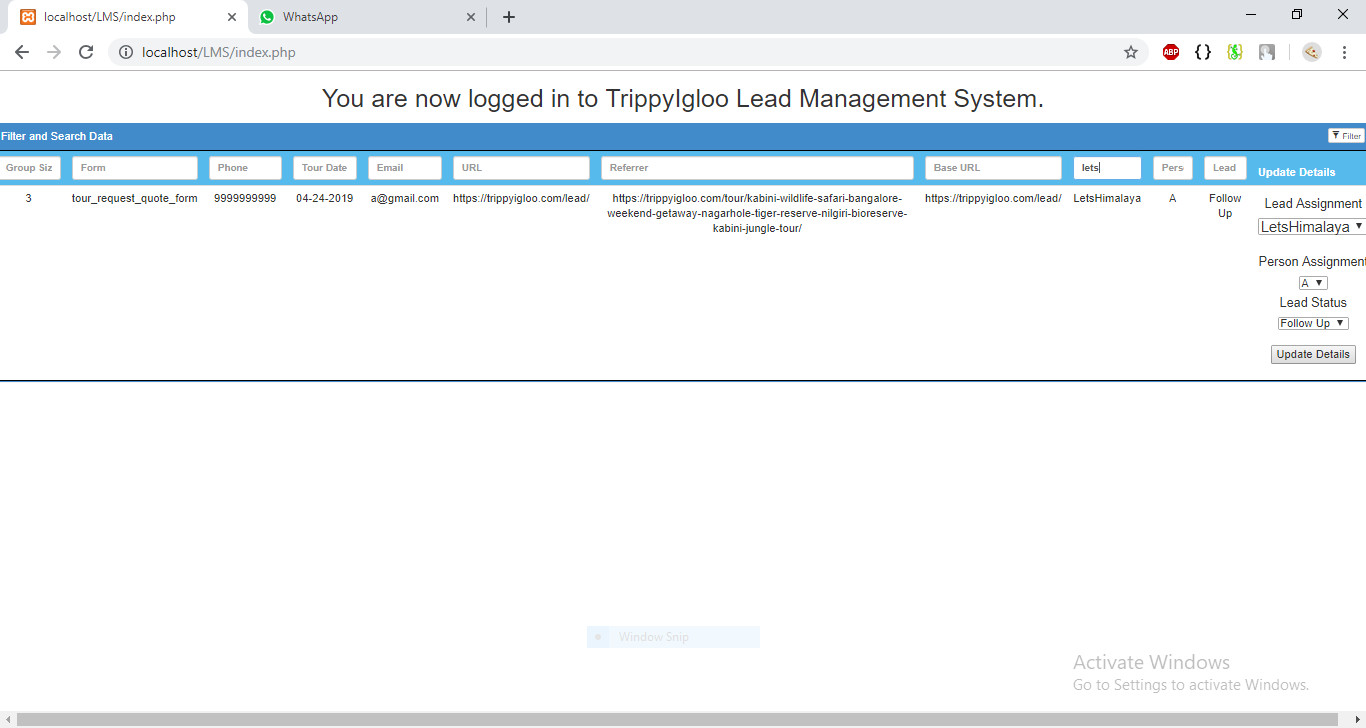 localhost/LMS/index.php
WhatsApp
localhost/LMS/index.php
ABP
You are now logged in to TrippyIgloo Lead Management System.
Filter and Search Data
Filter
Group Siz Form Phone Tour Date Email URL Referrer Base URL lets Pers Lead Update Details
3 tour_request_quote_form 9999999999 04-24-2019 a@gmail.com https://trippyigloo.com/lead/ https://trippyigloo.com/tour/kabini-wildlife-safari-bangalore- https://trippyigloo.com/lead/ LetsHimalaya A Follow
weekend-getaway-nagarhole-tiger-reserve-nilgiri-bioreserve- Up
kabini-jungle-tour/
Lead Assignment
LetsHimalaya
Person Assignment
A
Lead Status
Follow Up
Update Details
Window Snip
Activate Windows
Go to Settings to activate Windows.